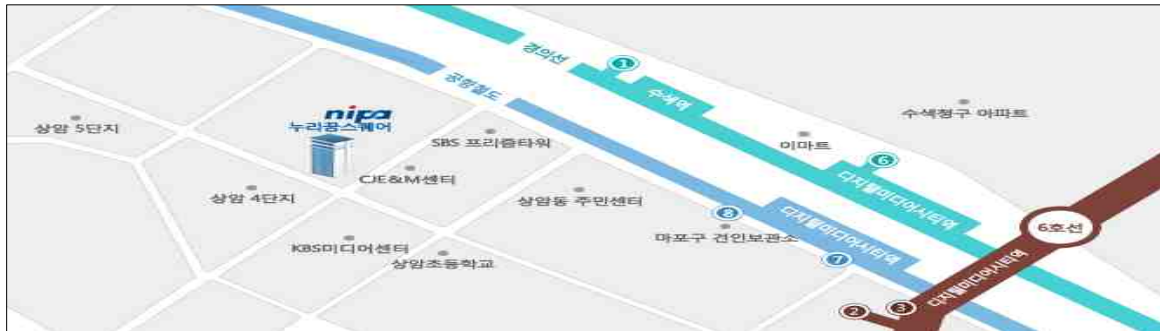 경의선
1
공항철도
수색역
수색청구 아파트
nipa
누리꿈스퀘어
상암 5단지
SBS 프리즘타워
이마트
6
디지털미디어시티역
CJE&M센터
상암 4단지
상암동 주민센터
8
디지털미디어시티역
마포구 견인보관소
6호선
KBS미디어센터
상암초등학교
7
디지털미디어시티역
2
3